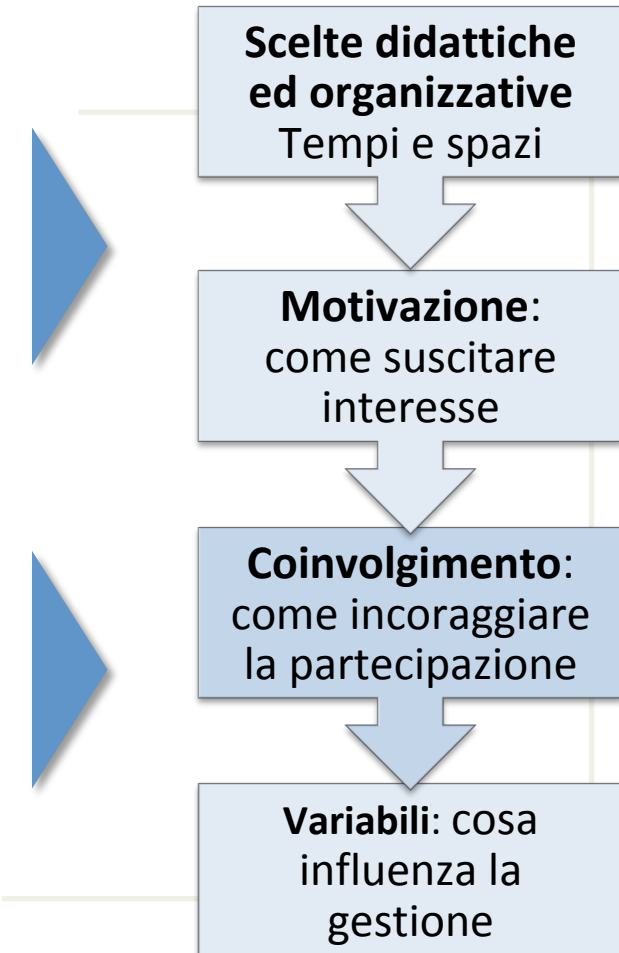 Scelte didattiche
ed organizzative
Tempi e spazi
Motivazione:
come suscitare
interesse
Coinvolgimento:
come incoraggiare
la partecipazione
Variabili: cosa
influenza la
gestione